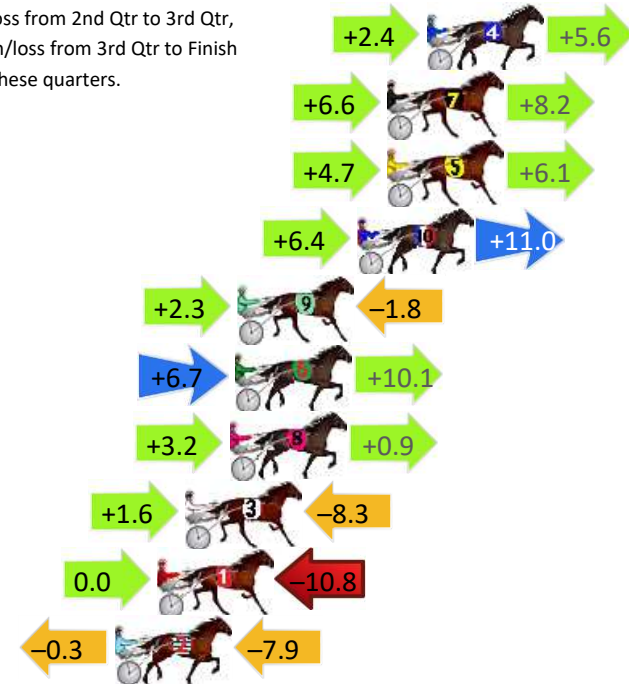 oss from 2nd Qtr to 3rd Qtr,
n/loss from 3rd Qtr to Finish
hese quarters.
+2.4 4 +5.6
+6.6 7 +8.2
+4.7 5 +6.1
+6.4 10 +11.0
+2.3 9 –1.8
+6.7 6 +10.1
+3.2 8 +0.9
+1.6 3 –8.3
0.0 1 –10.8
–0.3 2 –7.9